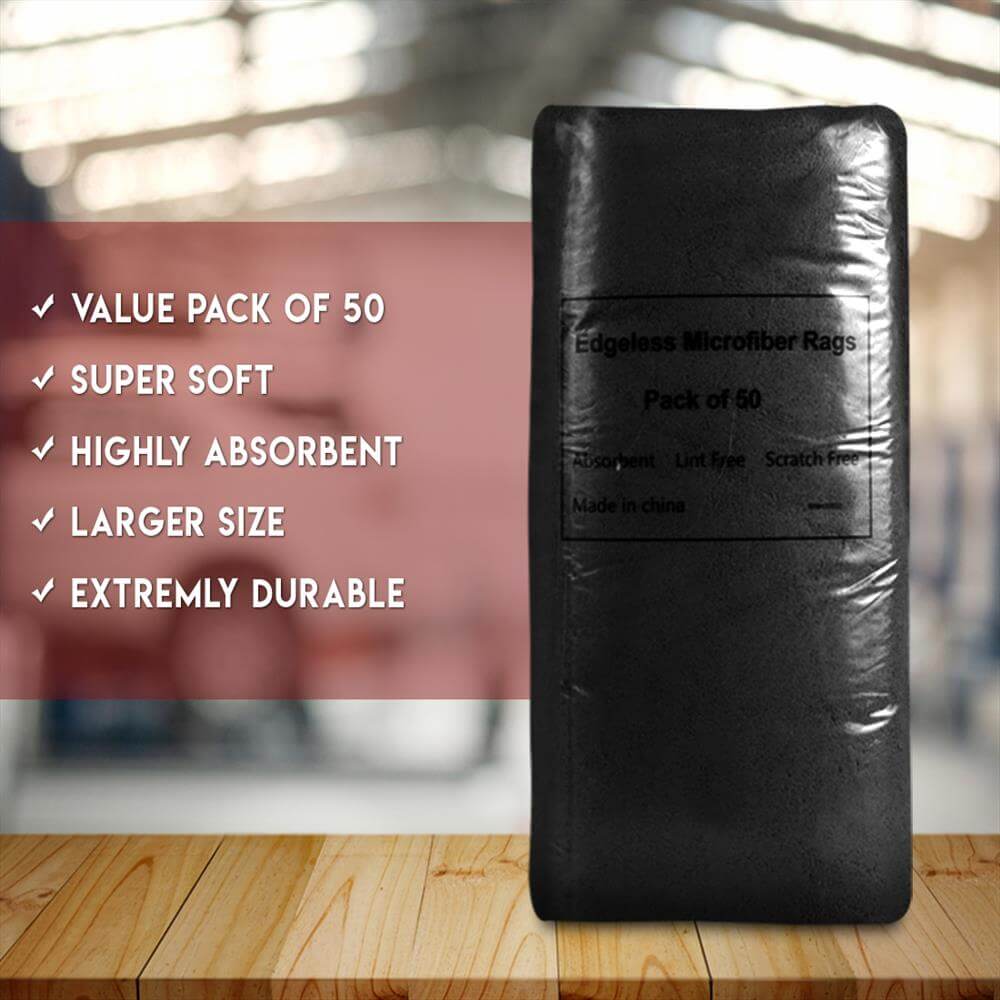 ✓ VALUE PACK OF 50
✓ SUPER SOFT
✓ HIGHLY ABSORBENT
✓ LARGER SIZE
✓ EXTREMLY DURABLE
Edgeless Microfiber Rags
Pack of 50
Absorbent Lint Free Scratch Free
Made in china